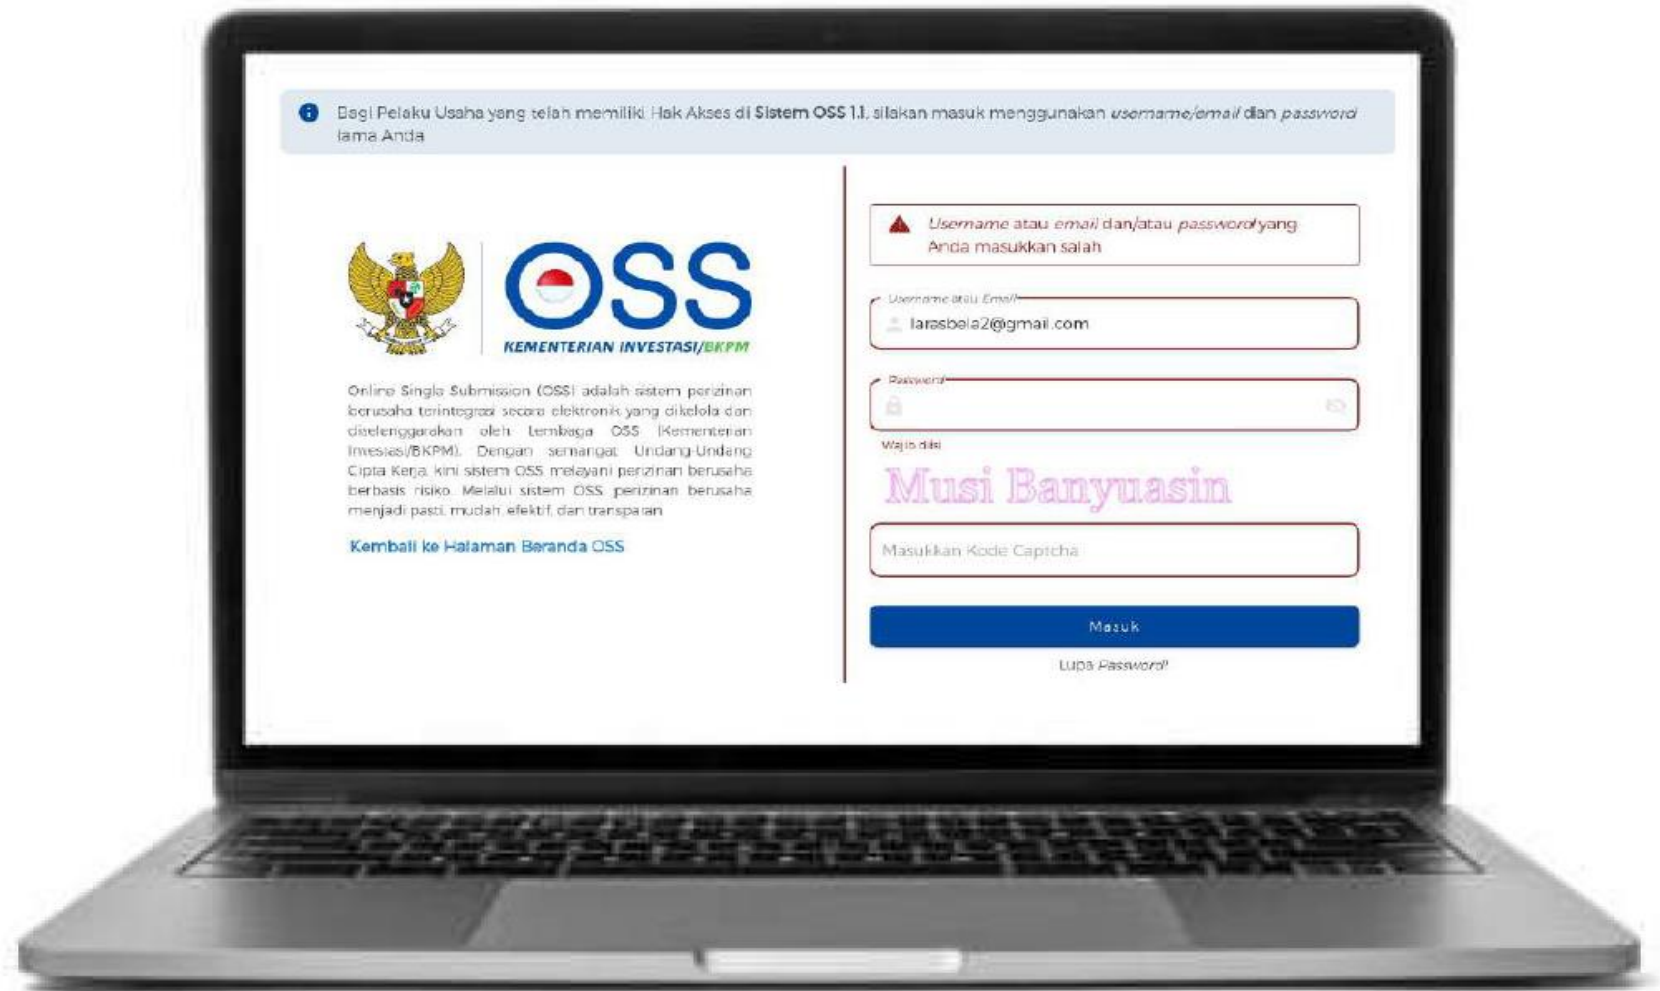 Bagi Pelaku Usaha yang telah memiliki Hak Akses di Sistem OSS 1.1, silakan masuk menggunakan username/email dan password
lama Anda
OSS
KEMENTERIAN INVESTASI/BKPM
Online Single Submission (OSS) adalah sistem perizinan
berusaha terintegrasi secara elektronik yang dikelola dan
diselenggarakan oleh Lembaga OSS (Kementerian
Investasi/BKPM). Dengan semangat Undang-Undang
Cipta Kerja, kini sistem OSS melayani perizinan berusaha
berbasis risiko. Melalui sistem OSS, perizinan berusaha
menjadi pasti, mudah, efektif, dan transparan
Kembali ke Halaman Beranda OSS
Username atau email dan/atau password yang
Anda masukkan salah
Username atau Email
larasbela2@gmail.com
Password
Wajib diisi
Musi Banyuasin
Masukkan Kode Captcha
Masuk
Lupa Password?